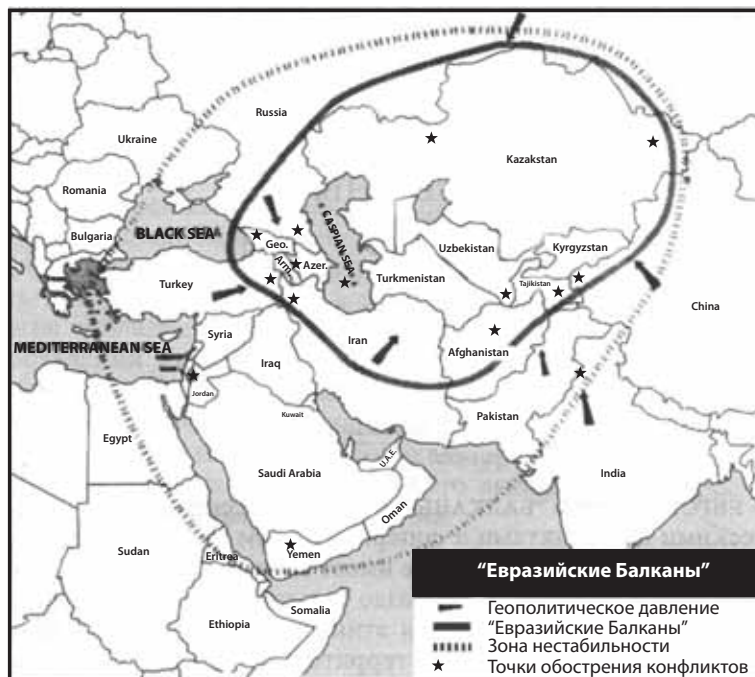 Russia
Ukraine
Kazakstan
Romania
Bulgaria
BLACK SEA
CASPIAN SEA
Geo.
Arm.
Azer.
Uzbekistan
Kyrgyzstan
Turkey
Turkmenistan
Tajikistan
China
MEDITERRANEAN SEA
Syria
Iran
Afghanistan
Iraq
Jordan
Kuwait
Pakistan
Egypt
U.A.E.
Saudi Arabia
India
Oman
Sudan
Eritrea
Yemen
Ethiopia
Somalia
"Евразийские Балканы"
Геополитическое давление
"Евразийские Балканы"
Зона нестабильности
Точки обострения конфликтов